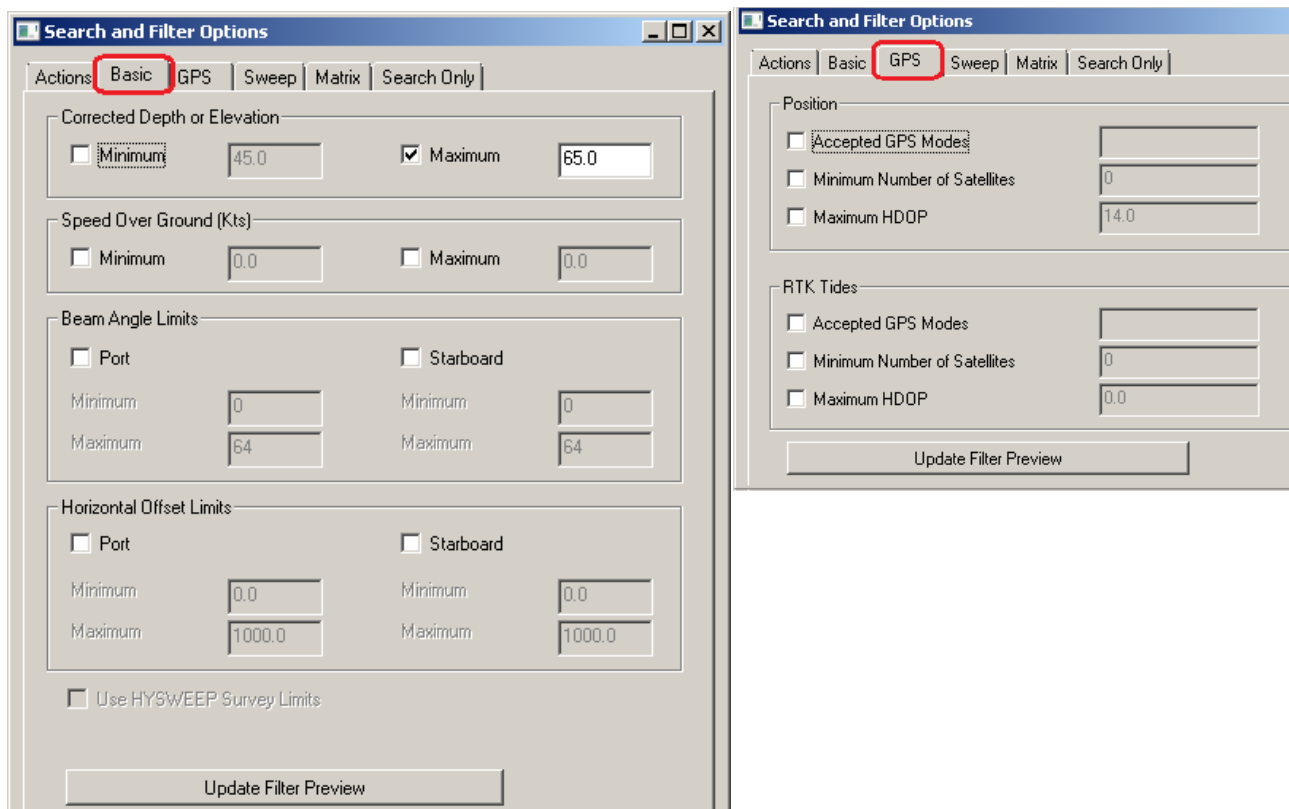 Search and Filter Options
Actions Basic GPS Sweep Matrix Search Only
Corrected Depth or Elevation
Minimum 45.0 Maximum 65.0
Speed Over Ground (Kts)
Minimum 0.0 Maximum 0.0
Beam Angle Limits
Port Starboard
Minimum 0 Minimum 0
Maximum 64 Maximum 64
Horizontal Offset Limits
Port Starboard
Minimum 0.0 Minimum 0.0
Maximum 1000.0 Maximum 1000.0
Use HYSWEEP Survey Limits
Update Filter Preview
Search and Filter Options
Actions Basic GPS Sweep Matrix Search Only
Position
Accepted GPS Modes
Minimum Number of Satellites 0
Maximum HDOP 14.0
RTK Tides
Accepted GPS Modes
Minimum Number of Satellites 0
Maximum HDOP 0.0
Update Filter Preview